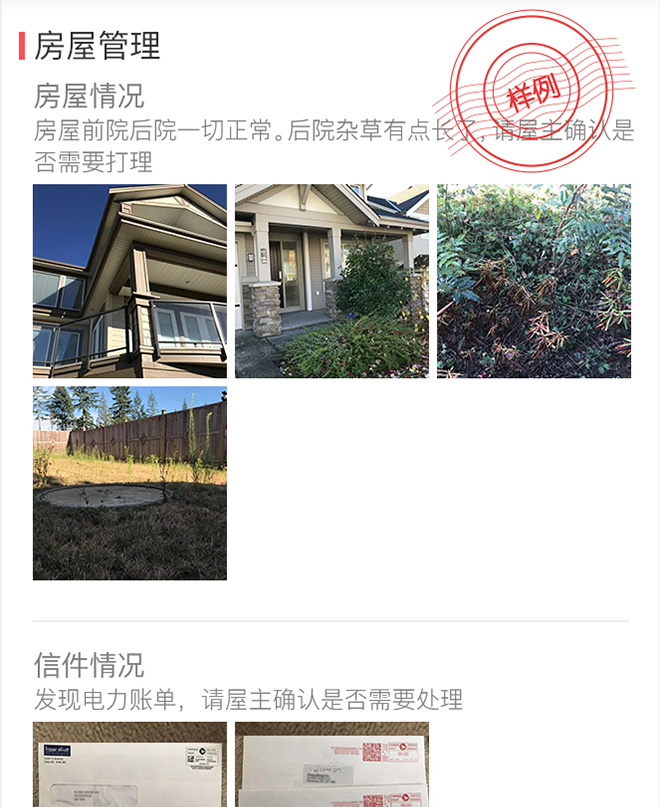 房屋管理
样例
房屋情况
房屋前院后院一切正常。后院杂草有点长了,请屋主确认是
否需要打理
信件情况
发现电力账单，请屋主确认是否需要处理